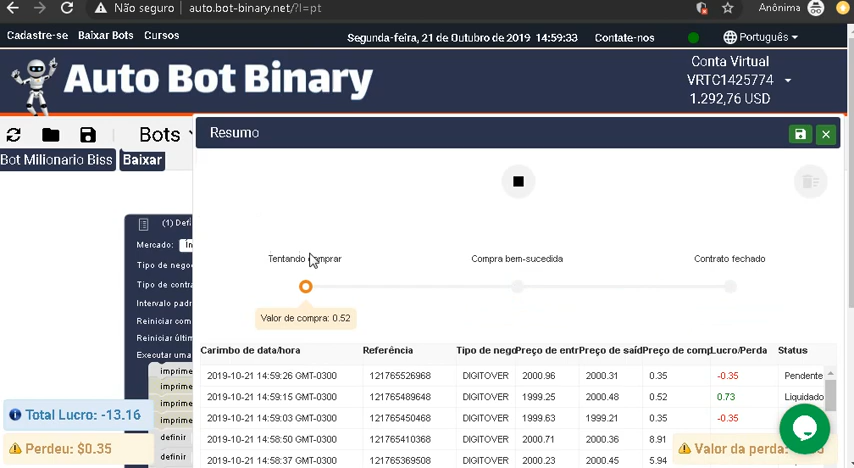 Não seguro | auto.bot-binary.net/?l=pt
Anônima
Cadastre-se Baixar Bots Cursos
Segunda-feira, 21 de Outubro de 2019 14:59:33 Contate-nos
Português
Auto Bot Binary
Conta Virtual
VRTC1425774
1.292,76 USD
Bots
Bot Milionario Biss Baixar
Resumo
(1) Defi
Mercado:
Tipo de negoc
Tipo de contra
Intervalo padrã
Reiniciar com
Reiniciar últim
Executar uma
imprime
imprime
imprime
imprime
definir
definir
Tentando comprar
Compra bem-sucedida
Contrato fechado
Valor de compra: 0.52
Carimbo de data/hora Referência Tipo de nego Preço de entr Preço de saíd Preço de comp Lucro/Perda Status
2019-10-21 14:59:26 GMT-0300 121765526968 DIGITOVER 2000.96 2000.31 0.35 -0.35 Pendente
2019-10-21 14:59:15 GMT-0300 121765489648 DIGITOVER 1999.25 2000.48 0.52 0.73 Liquidado
2019-10-21 14:59:03 GMT-0300 121765450468 DIGITOVER 1999.63 1999.21 0.35 -0.35
2019-10-21 14:58:50 GMT-0300 121765410368 DIGITOVER 2000.71 2000.36 8.91
2019-10-21 14:58:37 GMT-0300 121765369508 DIGITOVER 2000.23 2000.45 5.94
Total Lucro: -13.16
Perdeu: $0.35
Valor da perda: